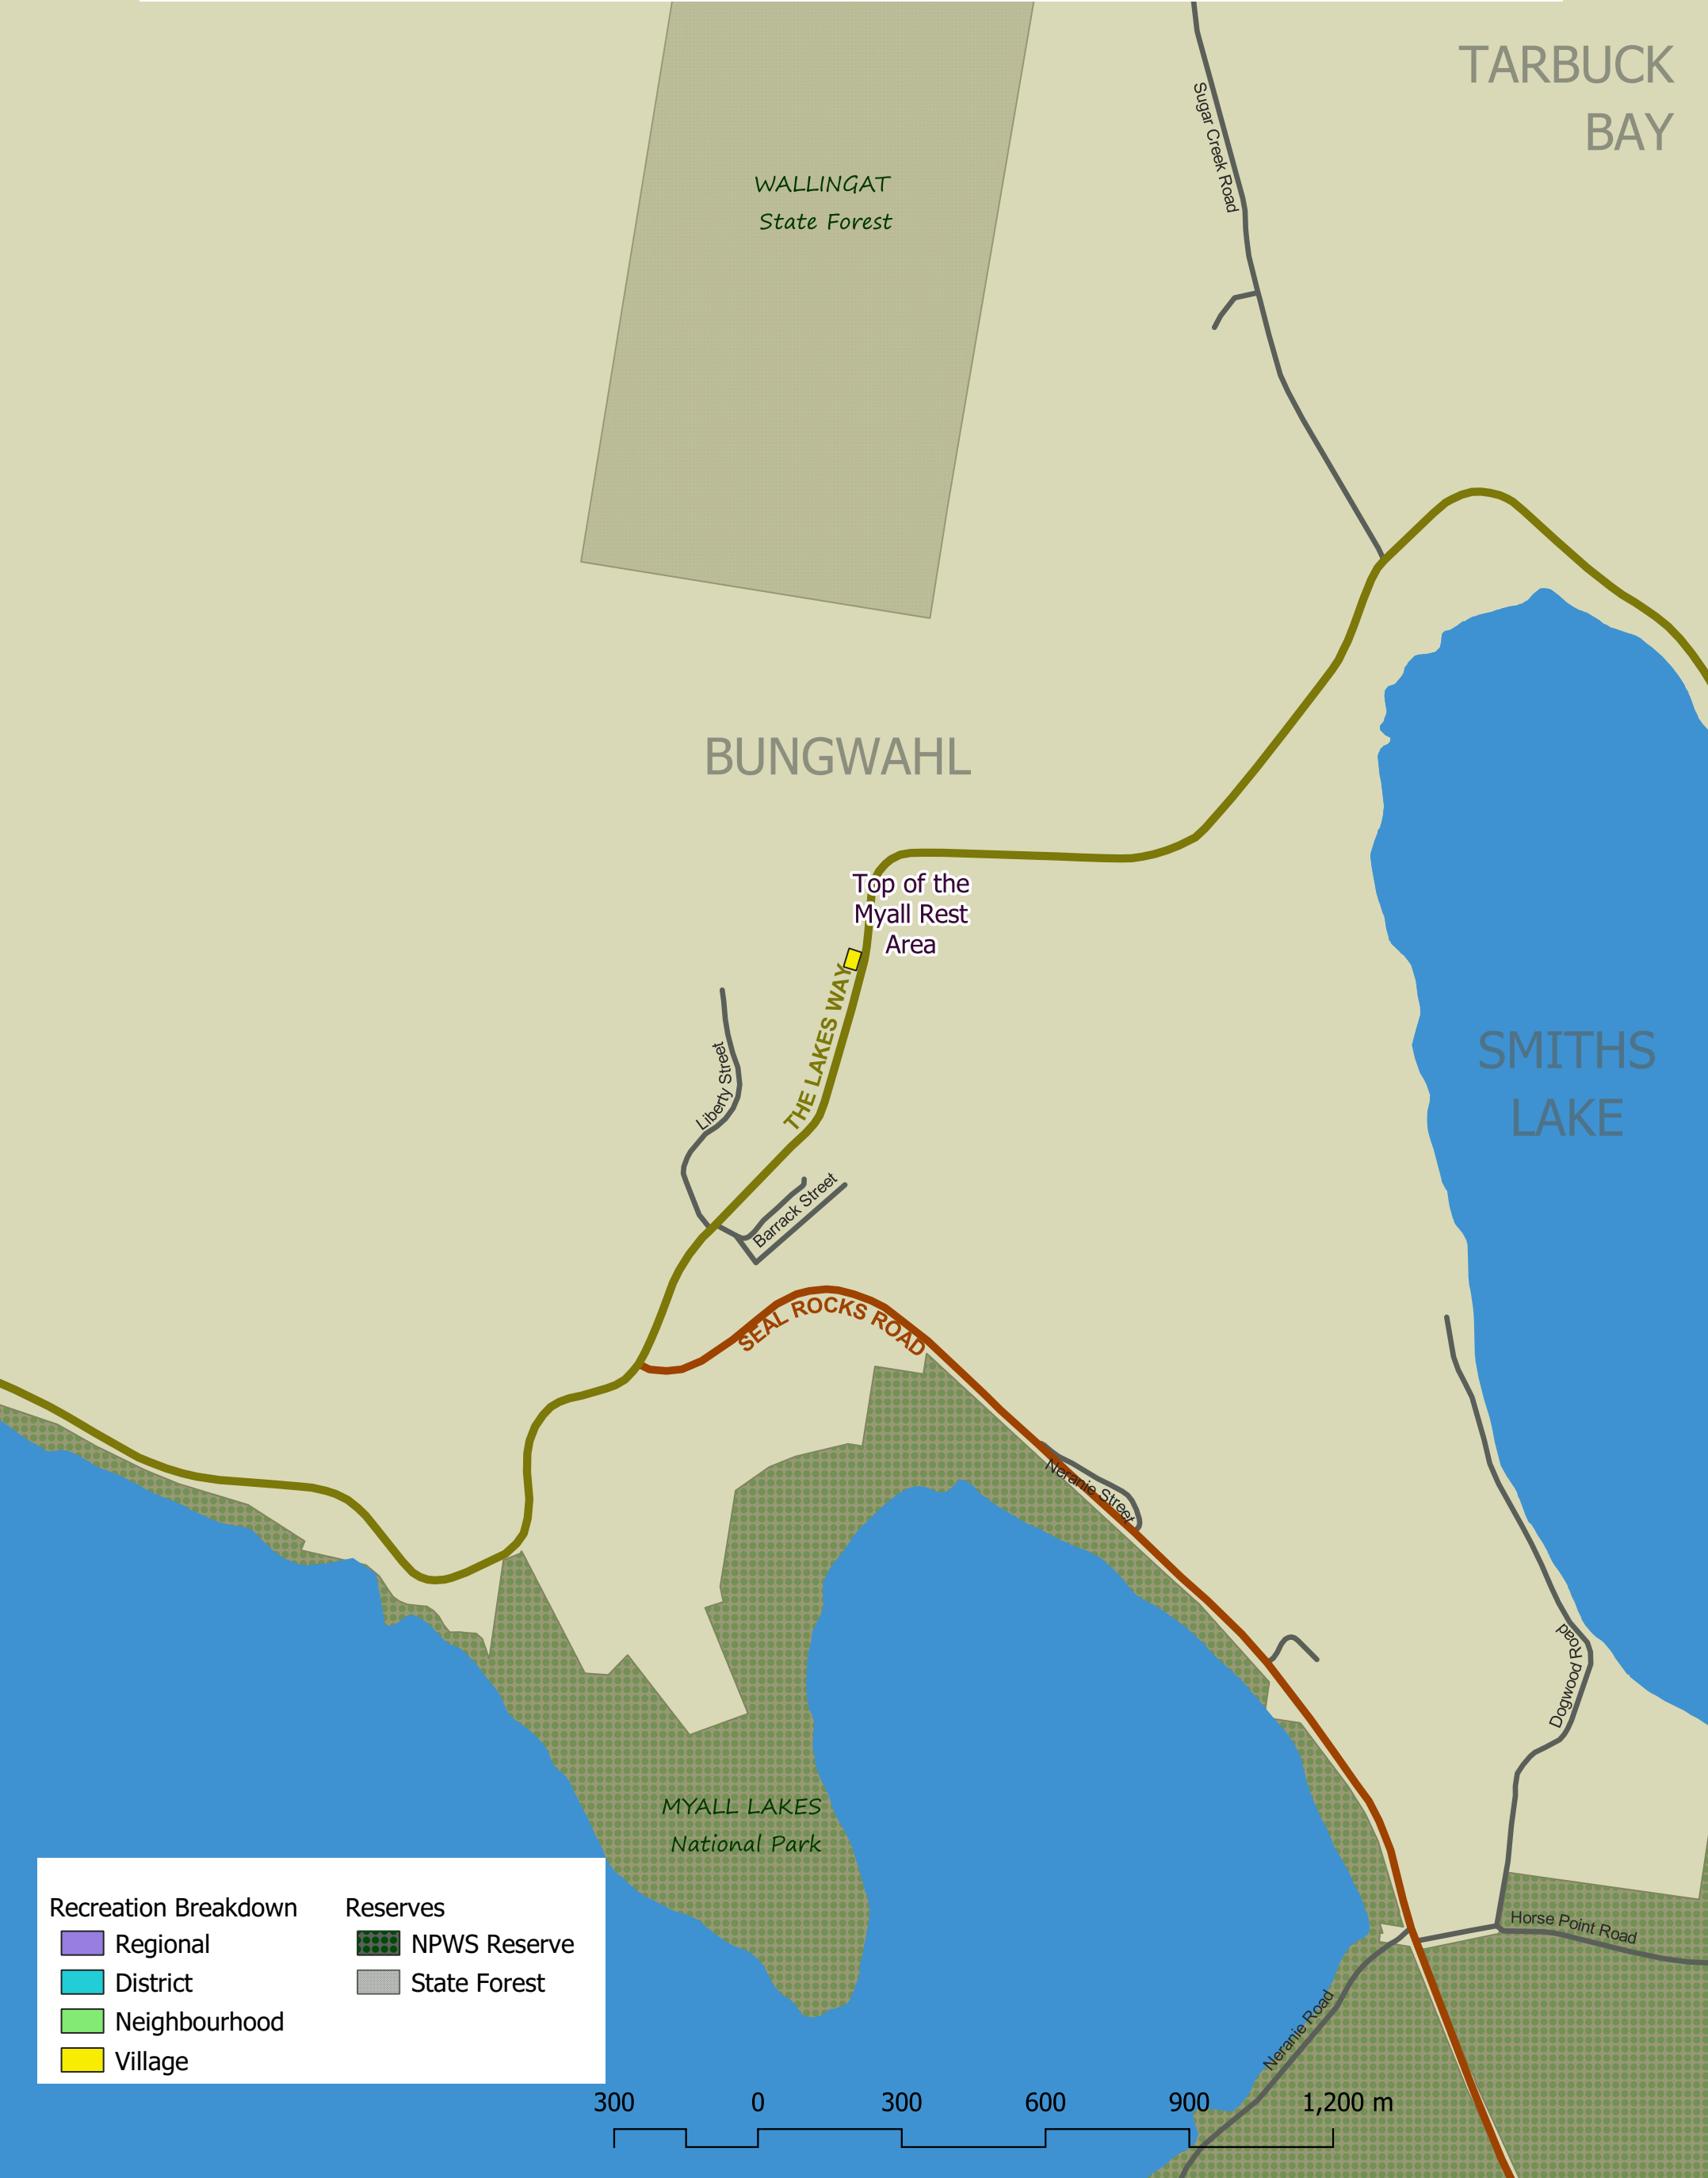 TARBUCK
BAY
Sugar Creek Road
WALLINGAT
State Forest
BUNGWAHL
Top of the
Myall Rest
Area
THE LAKES WAY
SMITHS
LAKE
Liberty Street
Barrack Street
SEAL ROCKS ROAD
Neranie Street
Dogwood Road
MYALL LAKES
National Park
Horse Point Road
Neranie Road
Recreation Breakdown
Regional
District
Neighbourhood
Village
Reserves
NPWS Reserve
State Forest
300 0 300 600 900 1,200 m